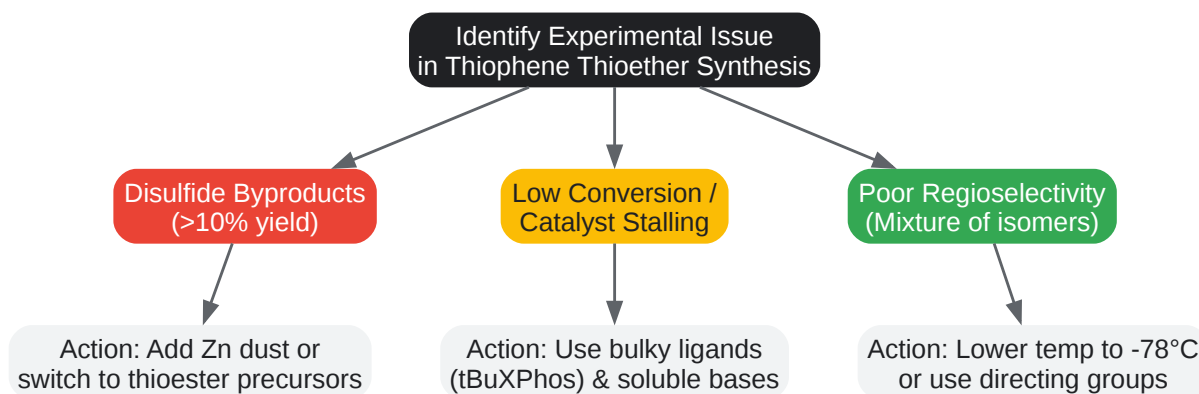 Identify Experimental Issue
in Thiophene Thioether Synthesis
Disulfide Byproducts
(>10% yield)
Low Conversion /
Catalyst Stalling
Poor Regioselectivity
(Mixture of isomers)
Action: Add Zn dust or
switch to thioester precursors
Action: Use bulky ligands
(tBuXPhos) & soluble bases
Action: Lower temp to -78°C
or use directing groups